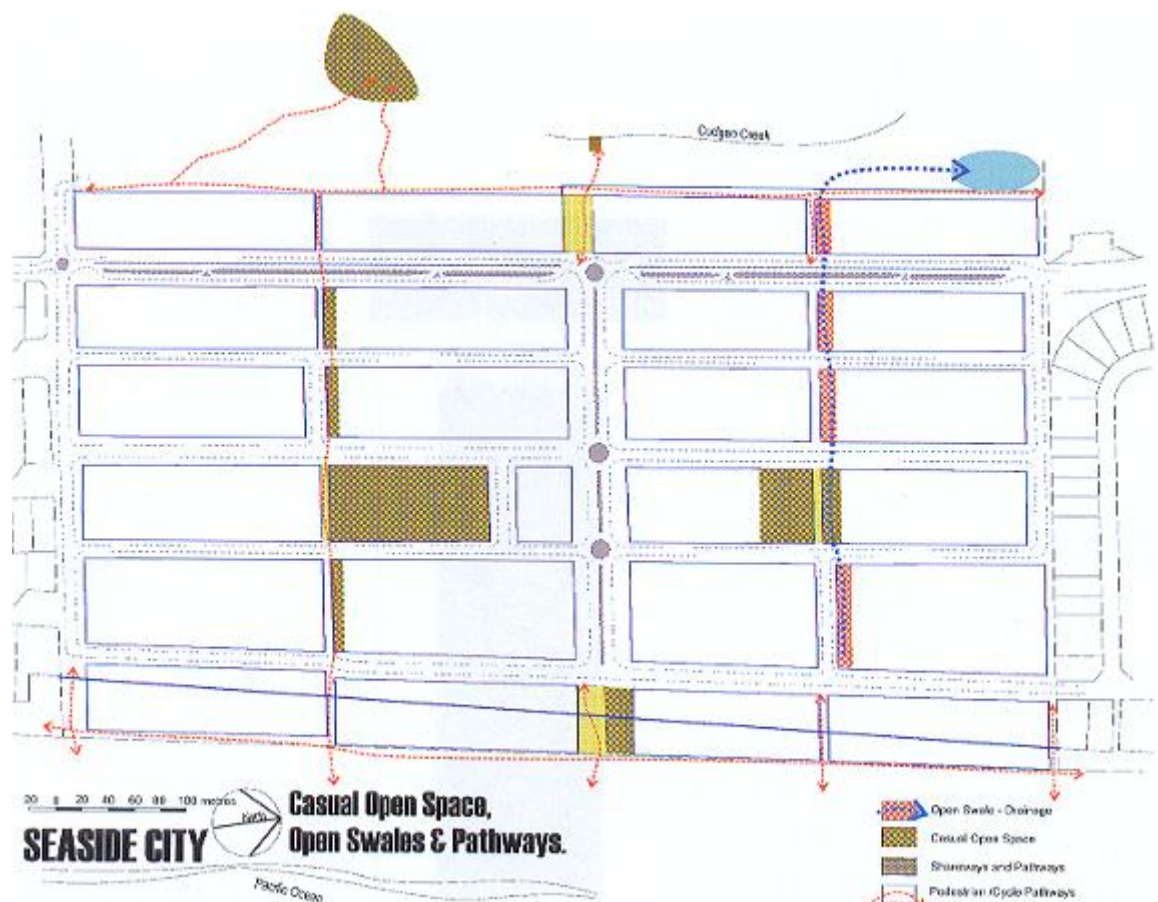 Cudgen Creek
20 0 20 40 60 80 100 metres
North
Casual Open Space,
Open Swales & Pathways.
SEASIDE CITY
Pacific Ocean
Open Swale - Drainage
Casual Open Space
Shareways and Pathways
Pedestrian /Cycle Pathways